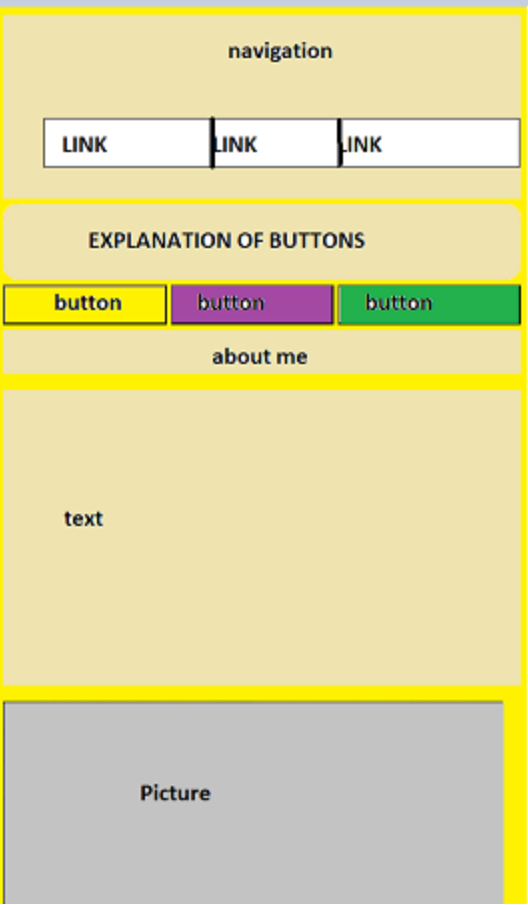 navigation
LINK LINK LINK
EXPLANATION OF BUTTONS
button button button
about me
text
Picture